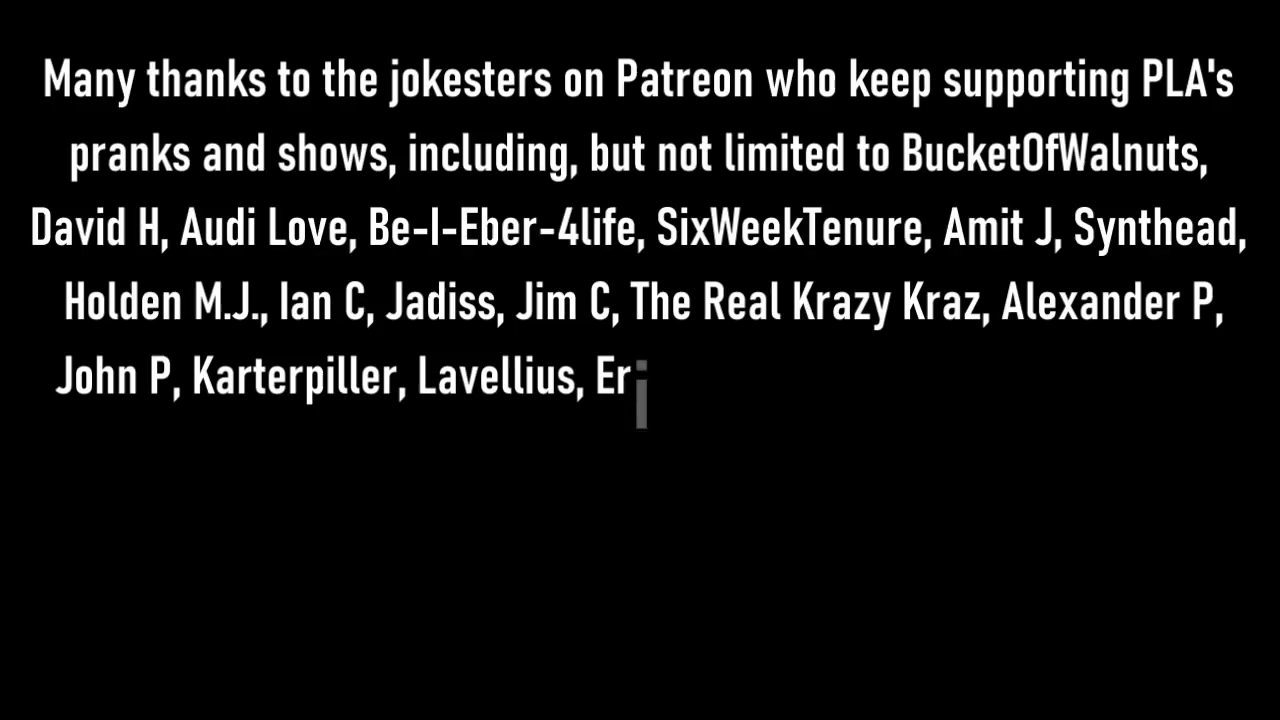 Many thanks to the jokesters on Patreon who keep supporting PLA's
pranks and shows, including, but not limited to BucketOfWalnuts,
David H, Audi Love, Be-I-Eber-4life, SixWeekTenure, Amit J, Synthead,
Holden M.J., Ian C, Jadiss, Jim C, The Real Krazy Kraz, Alexander P,
John P, Karterpiller, Lavellius, Eri